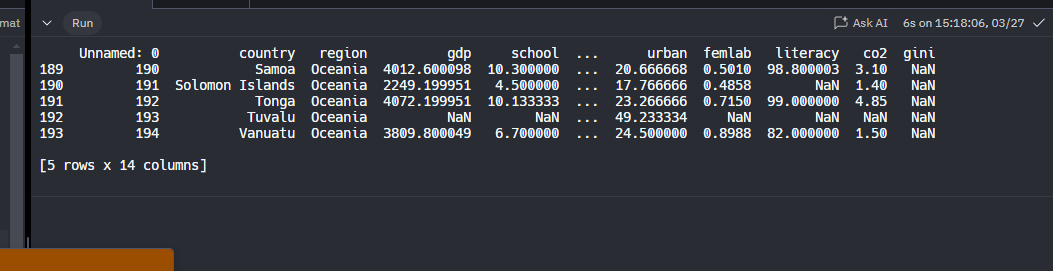 mat Run Ask AI 6s on 15:18:06, 03/27
Unnamed: 0 country region gdp school ... urban femlab literacy co2 gini
189 190 Samoa Oceania 4012.600098 10.300000 ... 20.666668 0.5010 98.800003 3.10 NaN
190 191 Solomon Islands Oceania 2249.199951 4.500000 ... 17.766666 0.4858 NaN 1.40 NaN
191 192 Tonga Oceania 4072.199951 10.133333 ... 23.266666 0.7150 99.000000 4.85 NaN
192 193 Tuvalu Oceania NaN NaN ... 49.233334 NaN NaN NaN NaN
193 194 Vanuatu Oceania 3809.800049 6.700000 ... 24.500000 0.8988 82.000000 1.50 NaN
[5 rows x 14 columns]